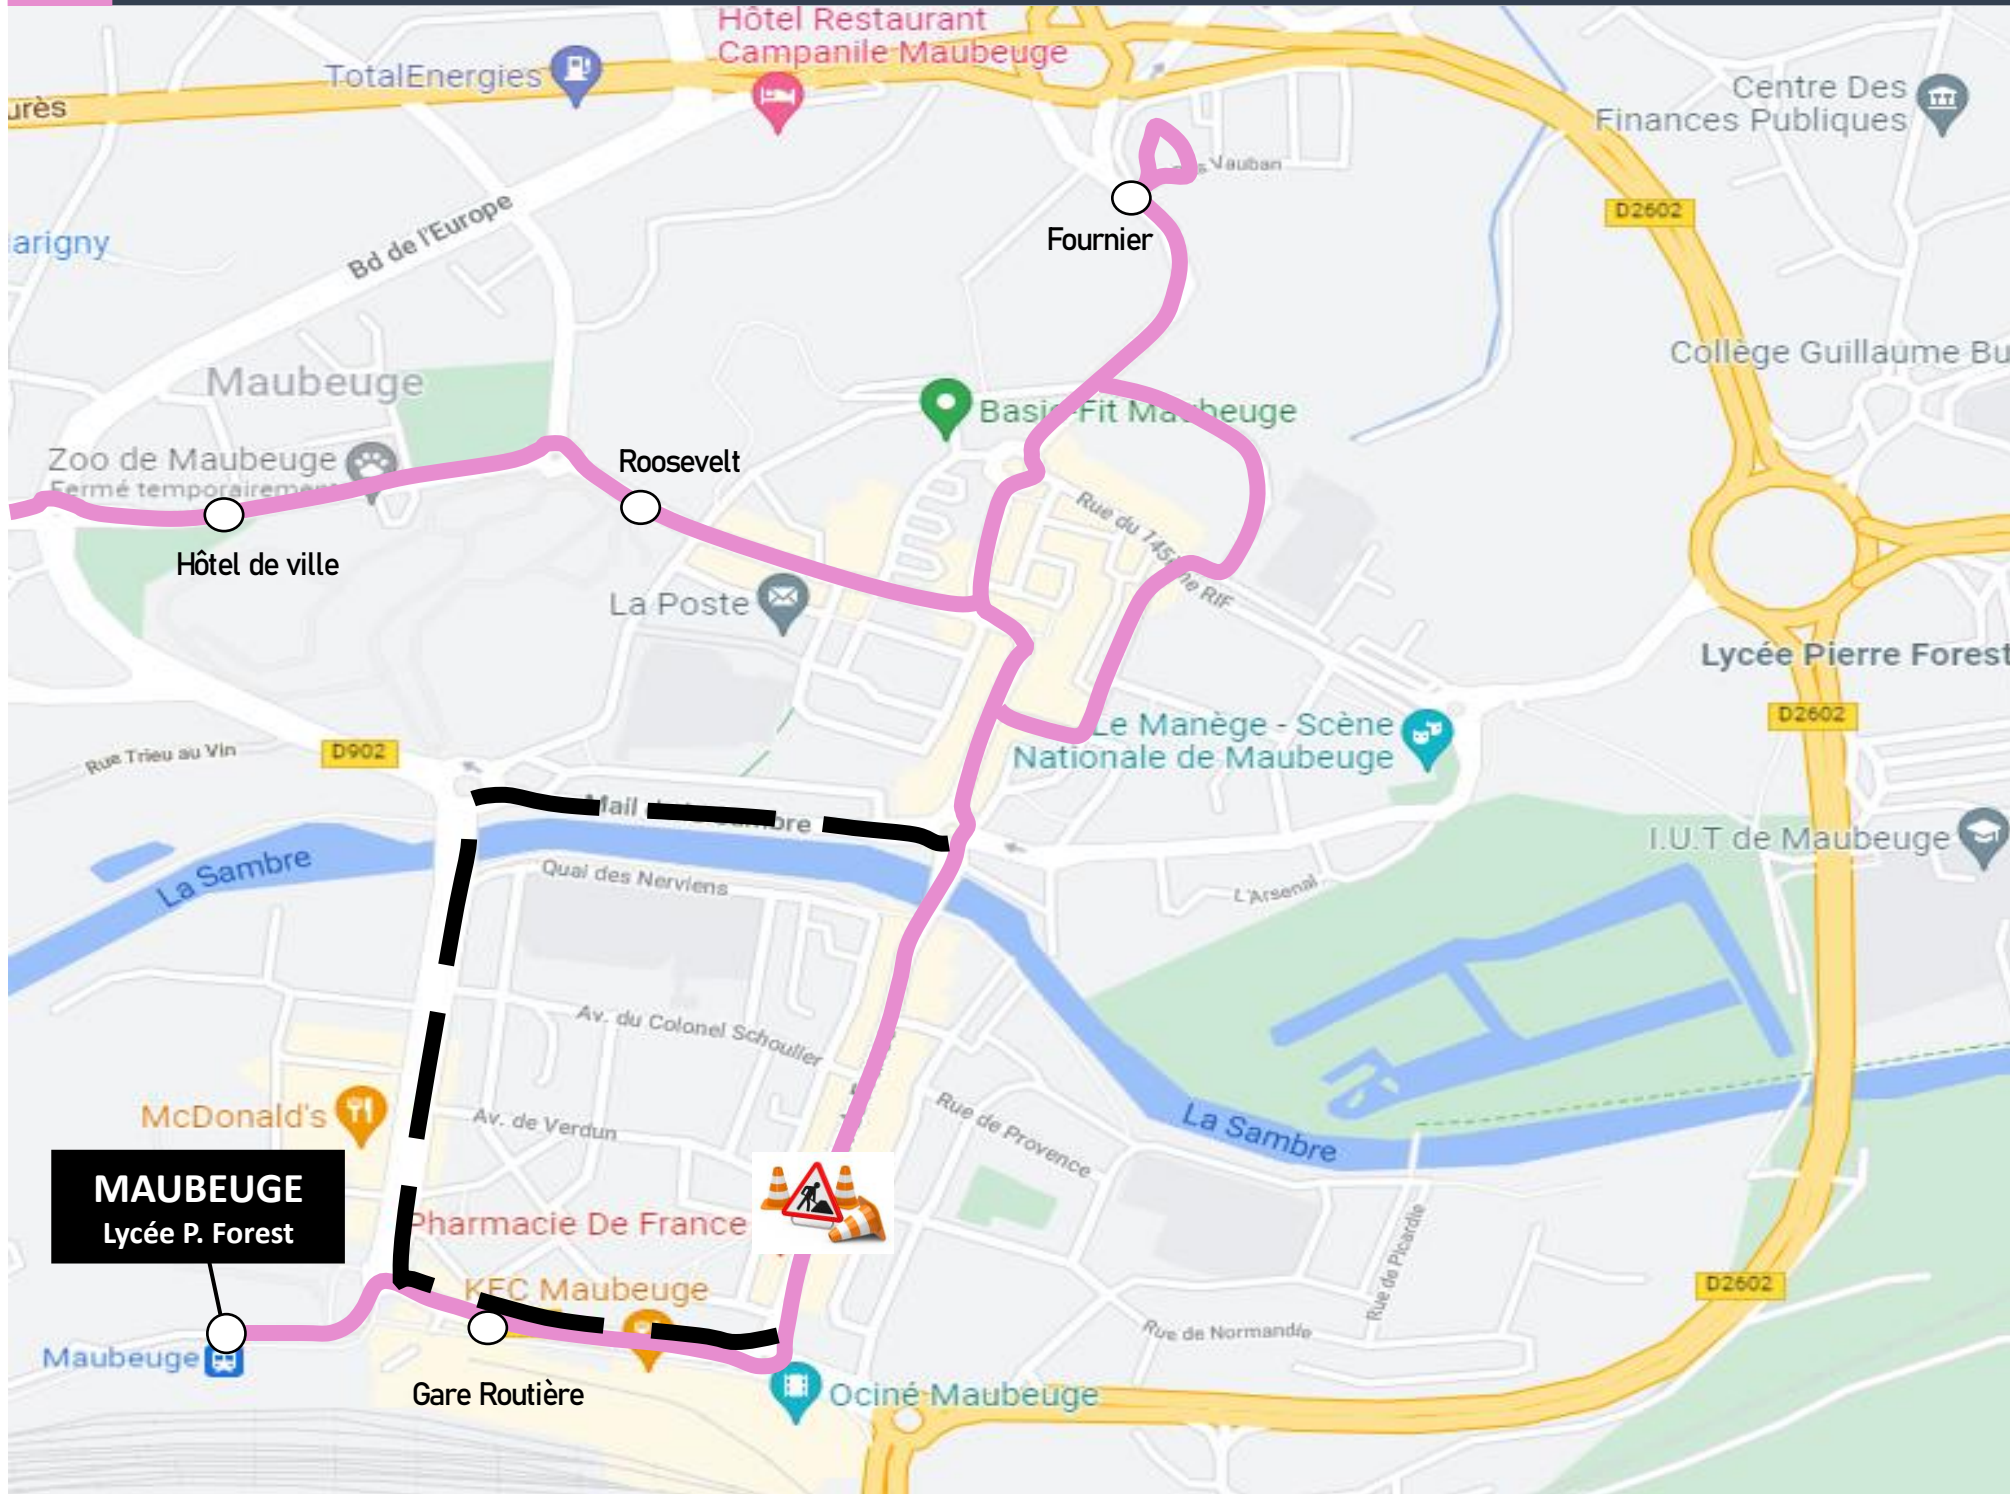 Hôtel Restaurant
Campanile Maubeuge
TotalEnergies
urès
Centre Des
Finances Publiques
Vauban
D2602
Bd de l'Europe
arigny
Fournier
Collège Guillaume Bu
Maubeuge
Basic-Fit Maubeuge
Zoo de Maubeuge
Fermé temporairement
Roosevelt
Rue du 145ème RIF
Hôtel de ville
La Poste
Lycée Pierre Forest
D2602
Le Manège - Scène
Nationale de Maubeuge
Rue Trieu au Vin
D902
Mail de la Sambre
I.U.T de Maubeuge
La Sambre
Quai des Nerviens
L'Arsenal
Av. du Colonel Schouller
McDonald's
Av. de Verdun
Rue de Provence
La Sambre
MAUBEUGE
Lycée P. Forest
Pharmacie De France
Rue de Picardie
KFC Maubeuge
D2602
Rue de Normandie
Maubeuge
Gare Routière
Ociné Maubeuge